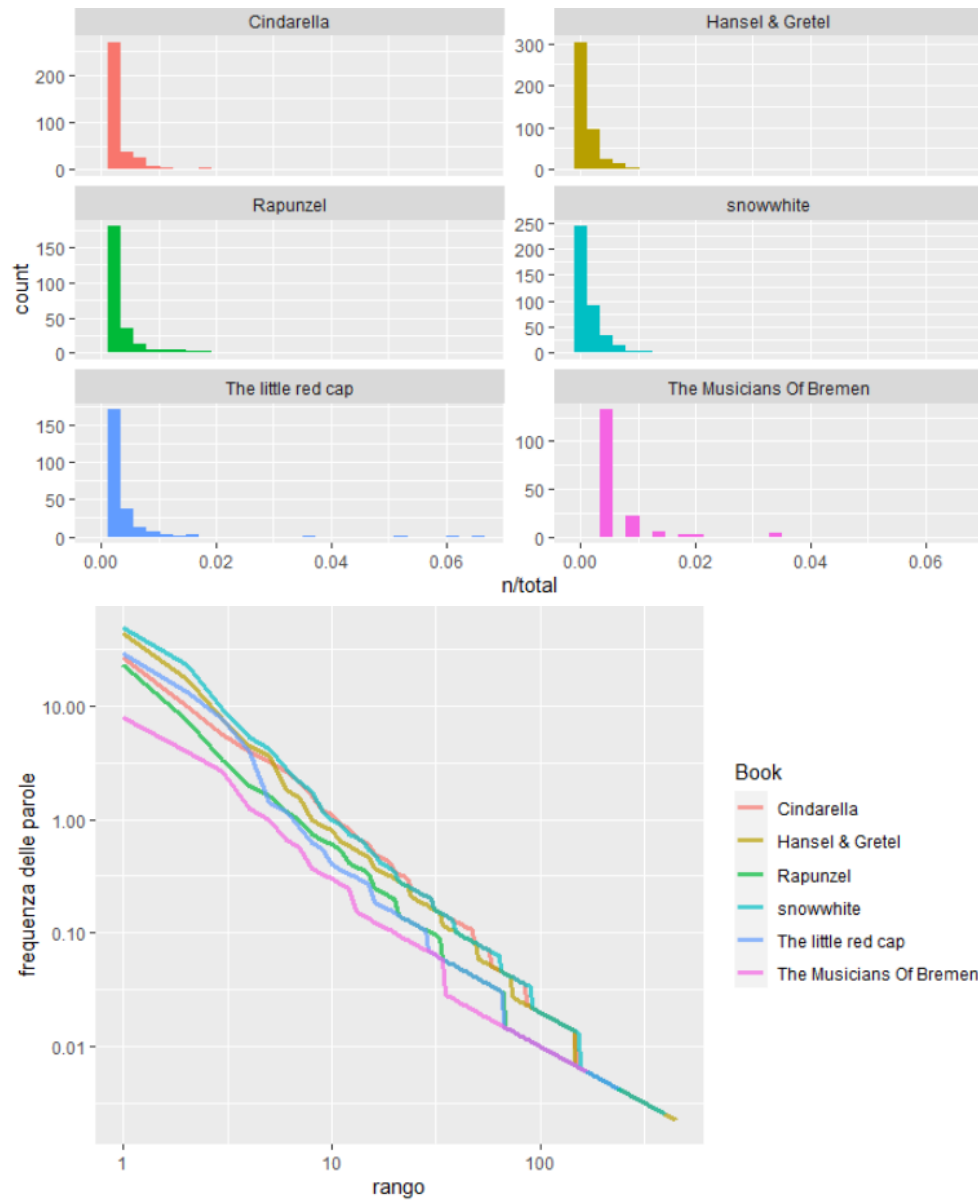 Cindarella
Hansel & Gretel
200
100
0
300
200
100
0
Rapunzel
snowwhite
150
100
50
0
250
200
150
100
50
0
count
The little red cap
The Musicians Of Bremen
150
100
50
0
100
50
0
0.00 0.02 0.04 0.06
0.00 0.02 0.04 0.06
n/total
10.00
1.00
0.10
0.01
frequenza delle parole
1 10 100
rango
Book
Cindarella
Hansel & Gretel
Rapunzel
snowwhite
The little red cap
The Musicians Of Bremen